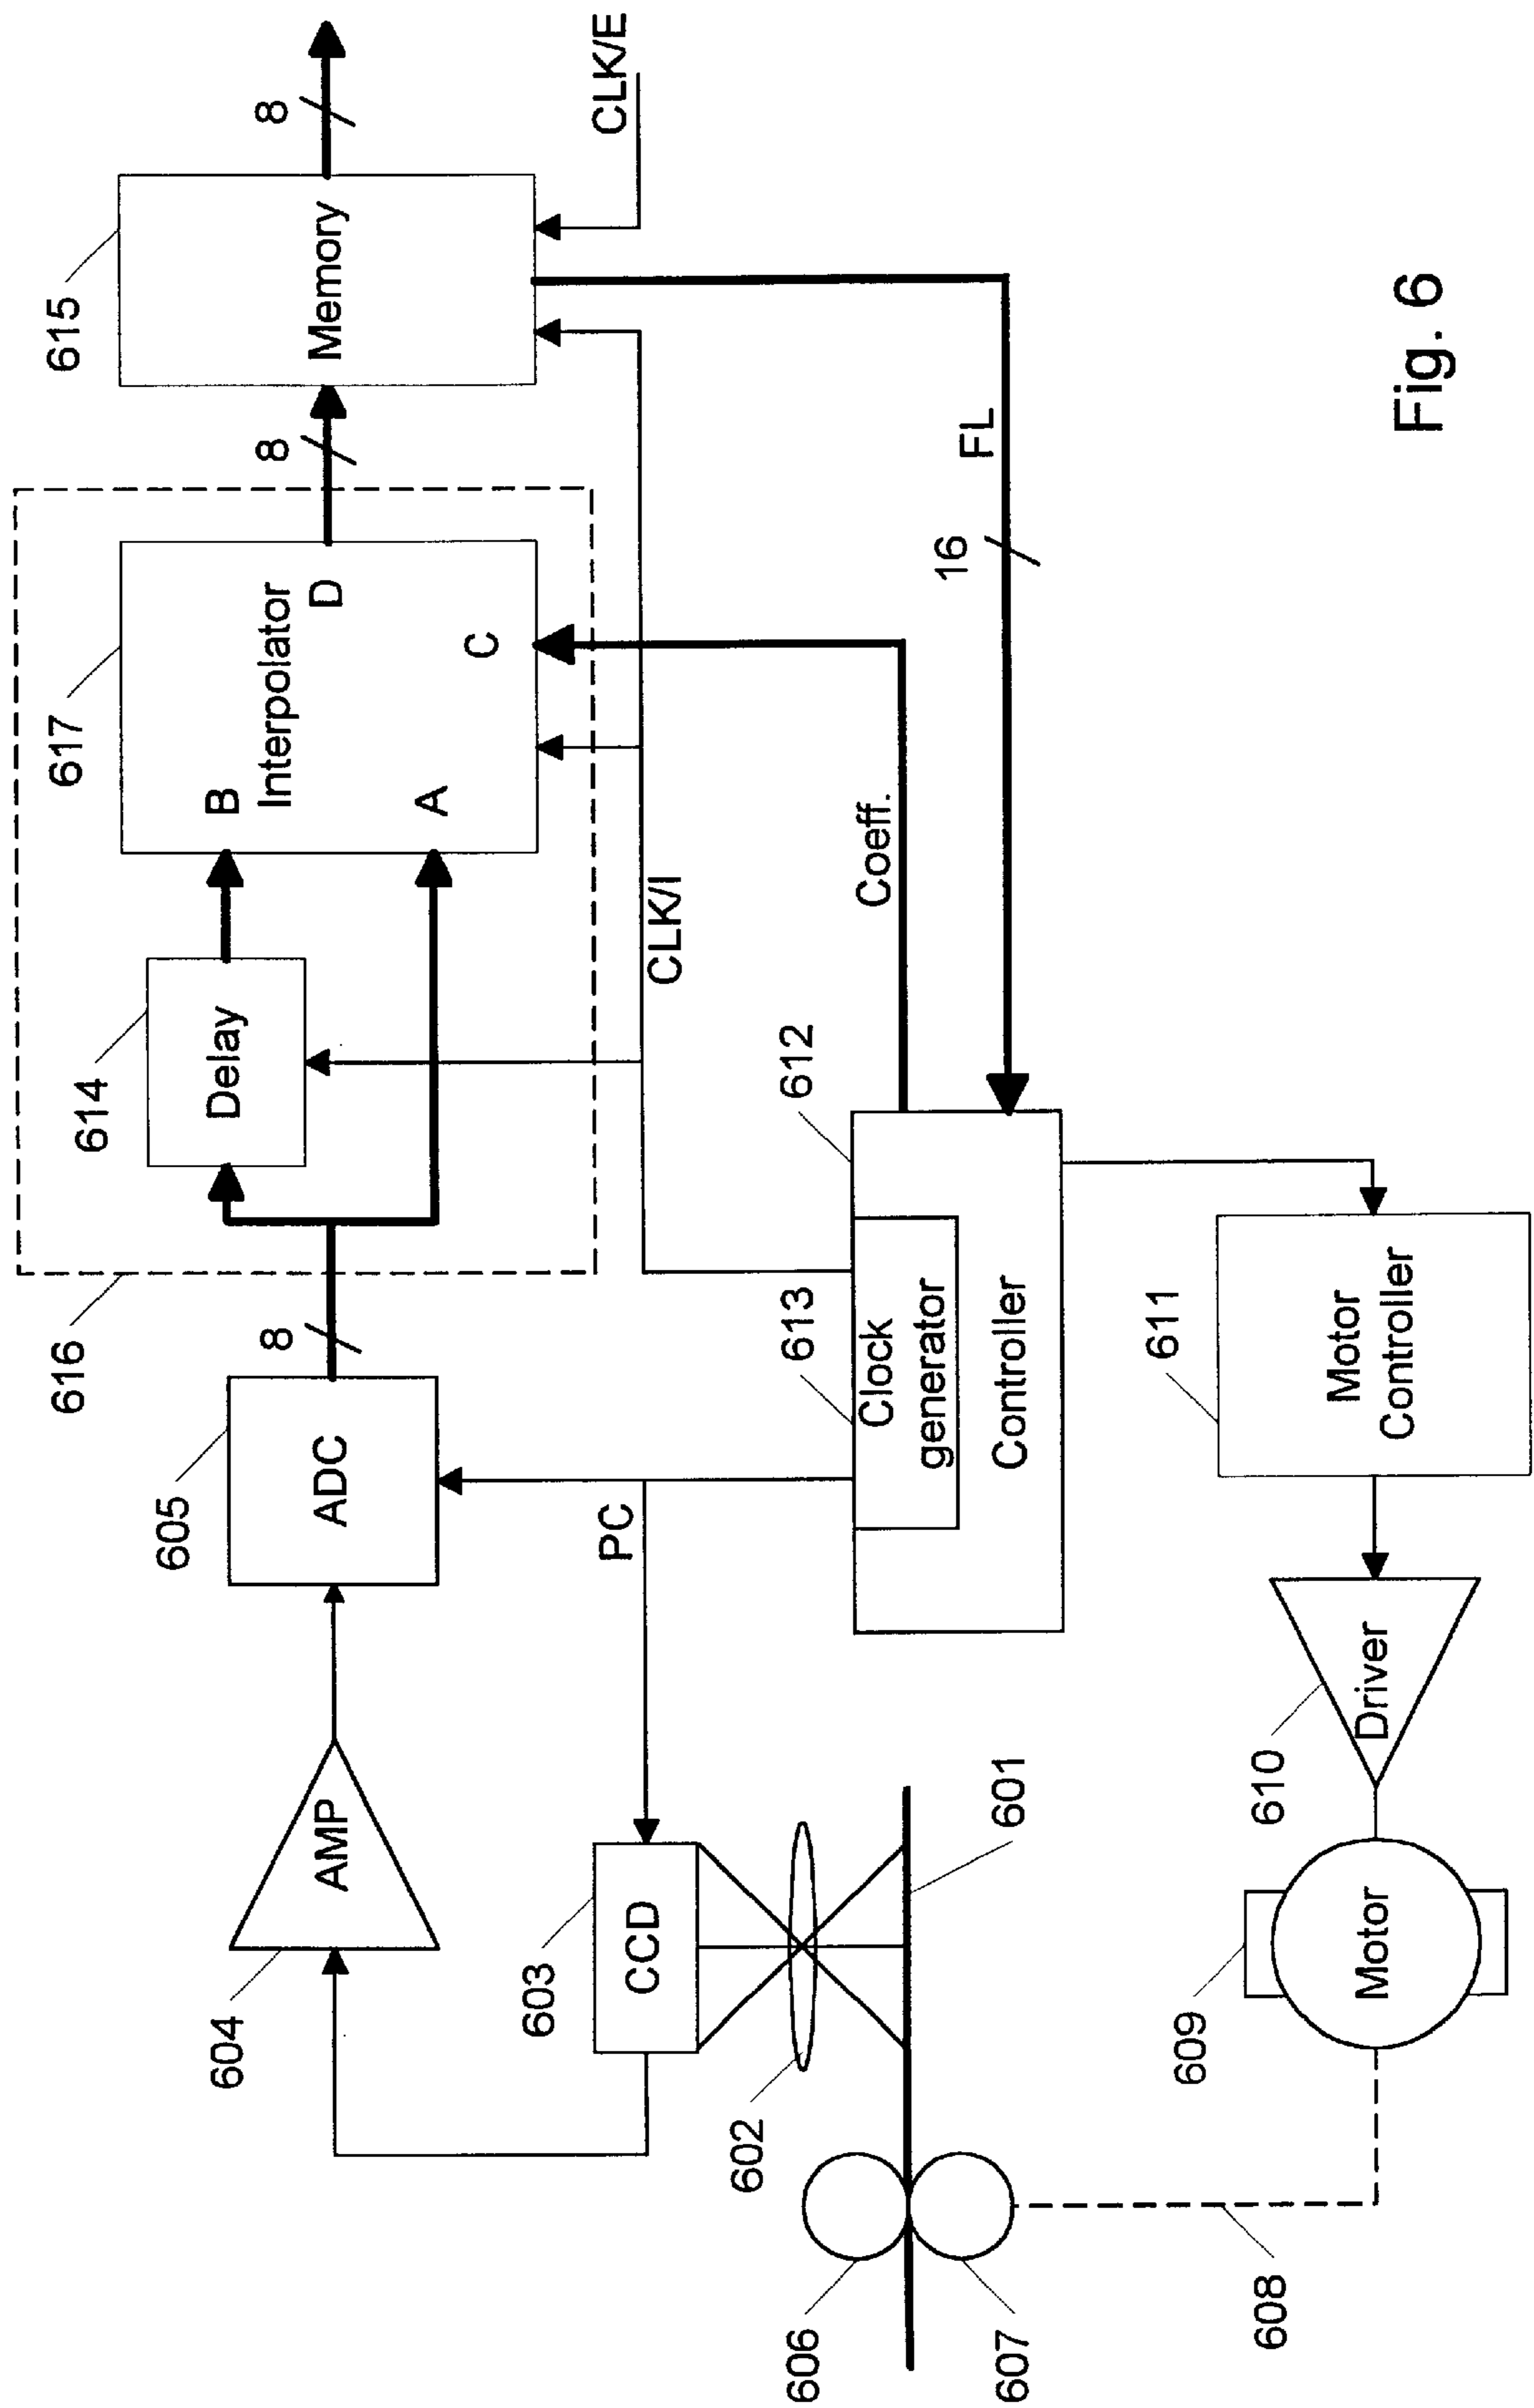 616
614
617
615
8
Delay
B
Interpolator
D
A
C
8
Memory
8
604
AMP
605
ADC
603
CCD
PC
CLK/I
CLK/E
602
601
606
607
608
613
612
Clock
generator
Controller
Coeff.
16
FL
609
Motor
610
Driver
611
Motor
Controller
Fig. 6